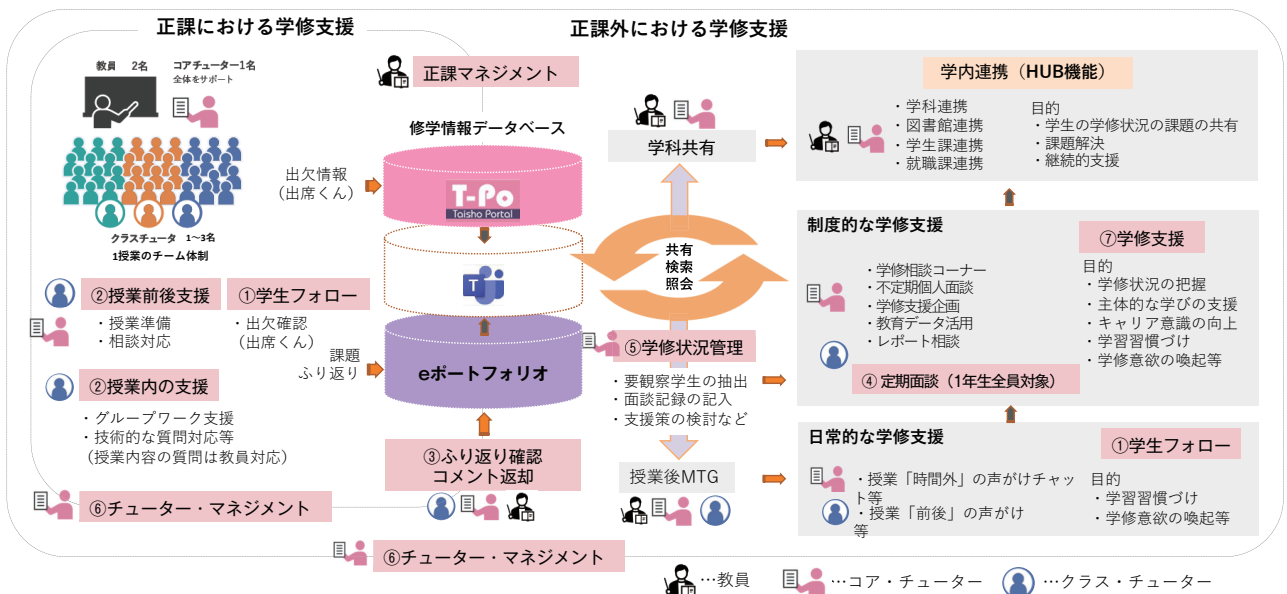 正課における学修支援
正課外における学修支援
教員 2名
コアチューター1名
全体をサポート
クラスチュータ 1~3名
1授業のチーム体制
②授業前後支援
・授業準備
・相談対応
①学生フォロー
・出欠確認
(出席くん)
②授業内の支援
・グループワーク支援
・技術的な質問対応等
(授業内容の質問は教員対応)
⑥チューター・マネジメント
正課マネジメント
修学情報データベース
出欠情報
(出席くん)
T-Po
Taisho Portal
T
課題
ふり返り
eポートフォリオ
③ふり返り確認
コメント返却
⑥チューター・マネジメント
学科共有
共有
検索
照会
⑤学修状況管理
・要観察学生の抽出
・面談記録の記入
・支援策の検討など
授業後MTG
学内連携(HUB機能)
・学科連携
・図書館連携
・学生課連携
・就職課連携
目的
・学生の学修状況の課題の共有
・課題解決
・継続的支援
制度的な学修支援
・学修相談コーナー
・不定期個人面談
・学修支援企画
・教育データ活用
・レポート相談
④ 定期面談(1年生全員対象)
⑦学修支援
目的
・学修状況の把握
・主体的な学びの支援
・キャリア意識の向上
・学習習慣づけ
・学修意欲の喚起等
日常的な学修支援
・授業「時間外」の声がけチャッ
ト等
・授業「前後」の声がけ
等
①学生フォロー
目的
・学習習慣づけ
・学修意欲の喚起等
…教員
…コア・チューター
…クラス・チューター